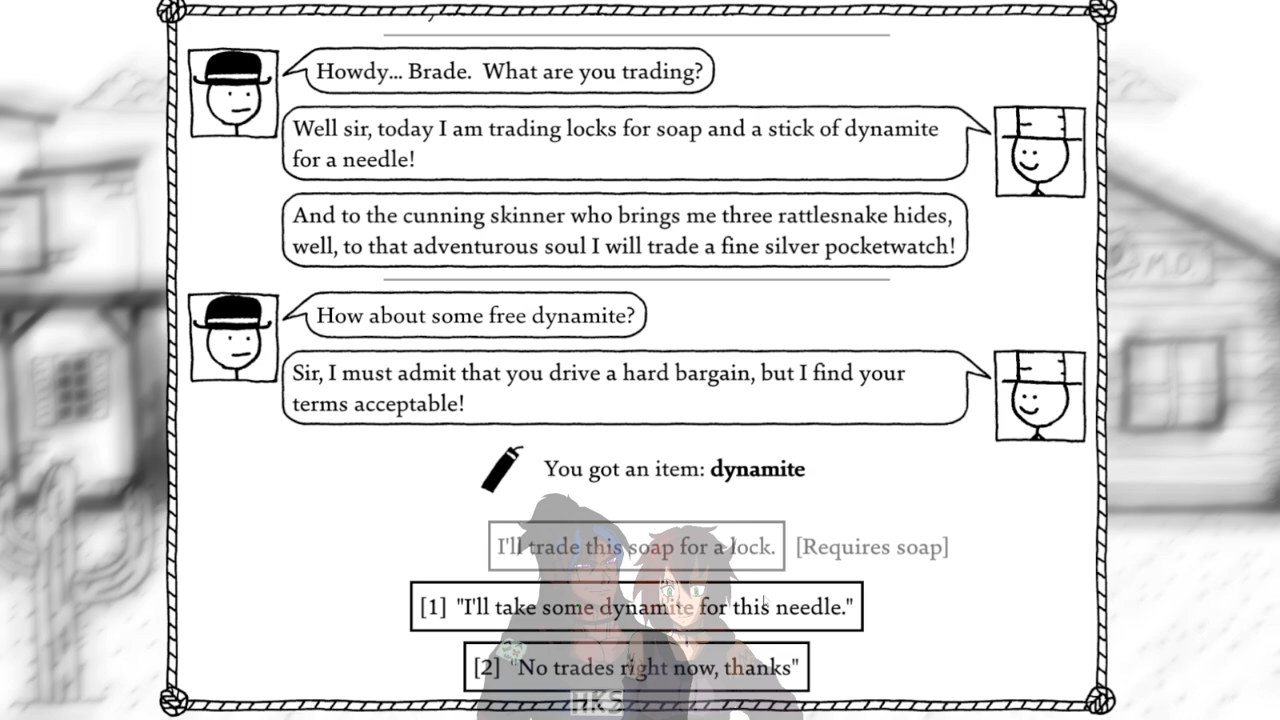 Howdy... Brade.  What are you trading?
Well sir, today I am trading locks for soap and a stick of dynamite
for a needle!
And to the cunning skinner who brings me three rattlesnake hides,
well, to that adventurous soul I will trade a fine silver pocketwatch!
How about some free dynamite?
Sir, I must admit that you drive a hard bargain, but I find your
terms acceptable!
You got an item: dynamite
I'll trade this soap for a lock. [Requires soap]
[1] "I'll take some dynamite for this needle."
[2] "No trades right now, thanks"
HKS